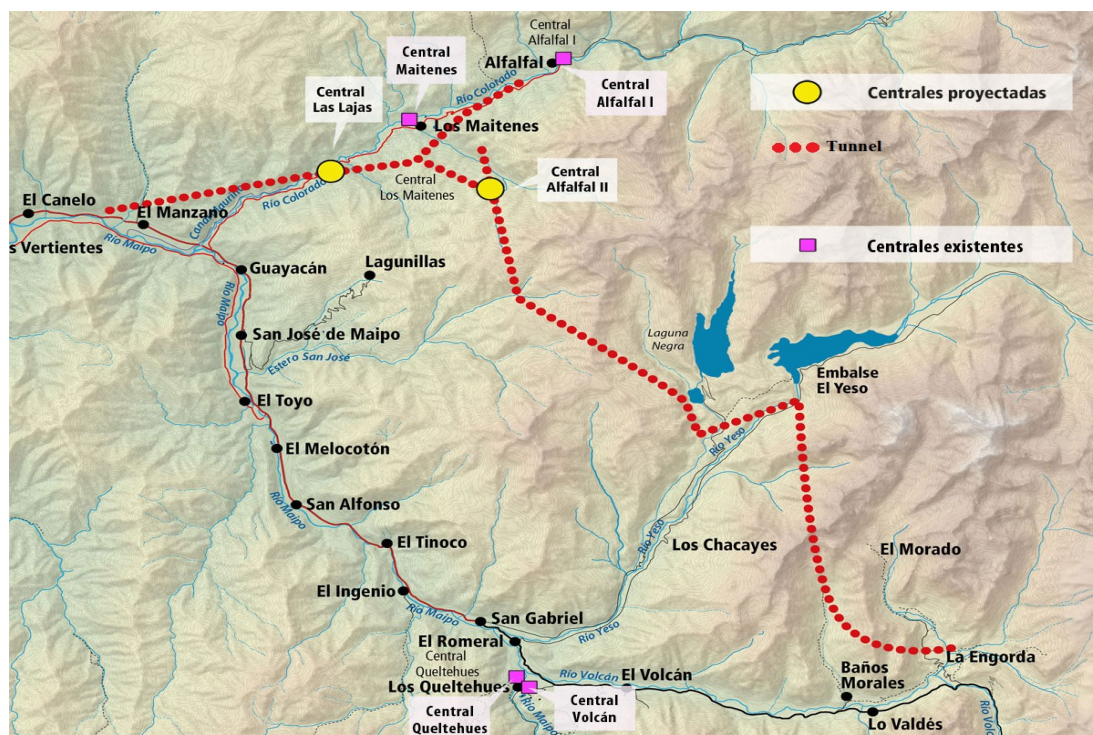 Central
Alfalfal I
Central
Maitenes
Alfalfal
Central
Alfalfal I
Central
Las Lajas
Río Colorado
Centrales proyectadas
Los Maitenes
Tunnel
Central
Los Maitenes
Central
Alfalfal II
El Canelo
El Manzano
Río Colorado
s Vertientes
Río Maipo
Centrales existentes
Guayacán
Lagunillas
Río Maipo
San José de Maipo
Estero San José
Laguna
Negra
Embalse
El Yeso
El Toyo
Río Yeso
El Melocotón
Río Maipo
San Alfonso
El Tinoco
Río Yeso
Los Chacayes
El Morado
El Ingenio
Río Maipo
San Gabriel
Río Yeso
El Romeral
Central
Queltehues
Los Queltehues
Río Volcán
El Volcán
Baños
Morales
La Engorda
Central
Queltehues
Río Maipo
Central
Volcán
Lo Valdés
Río Volc